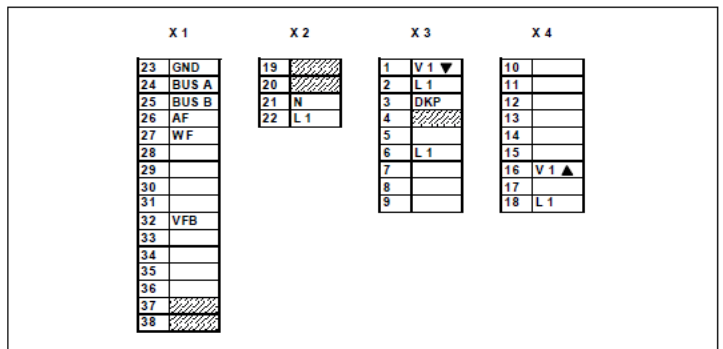 X 1 X 2 X 3 X 4
23 GND 19 1 V 1 ▼ 10
24 BUS A 20 2 L 1 11
25 BUS B 21 N 3 DKP 12
26 AF 22 L 1 4 13
27 WF 5 14
28 6 L 1 15
29 7 16 V 1 ▲
30 8 17
31 9 18 L 1
32 VFB
33
34
35
36
37
38